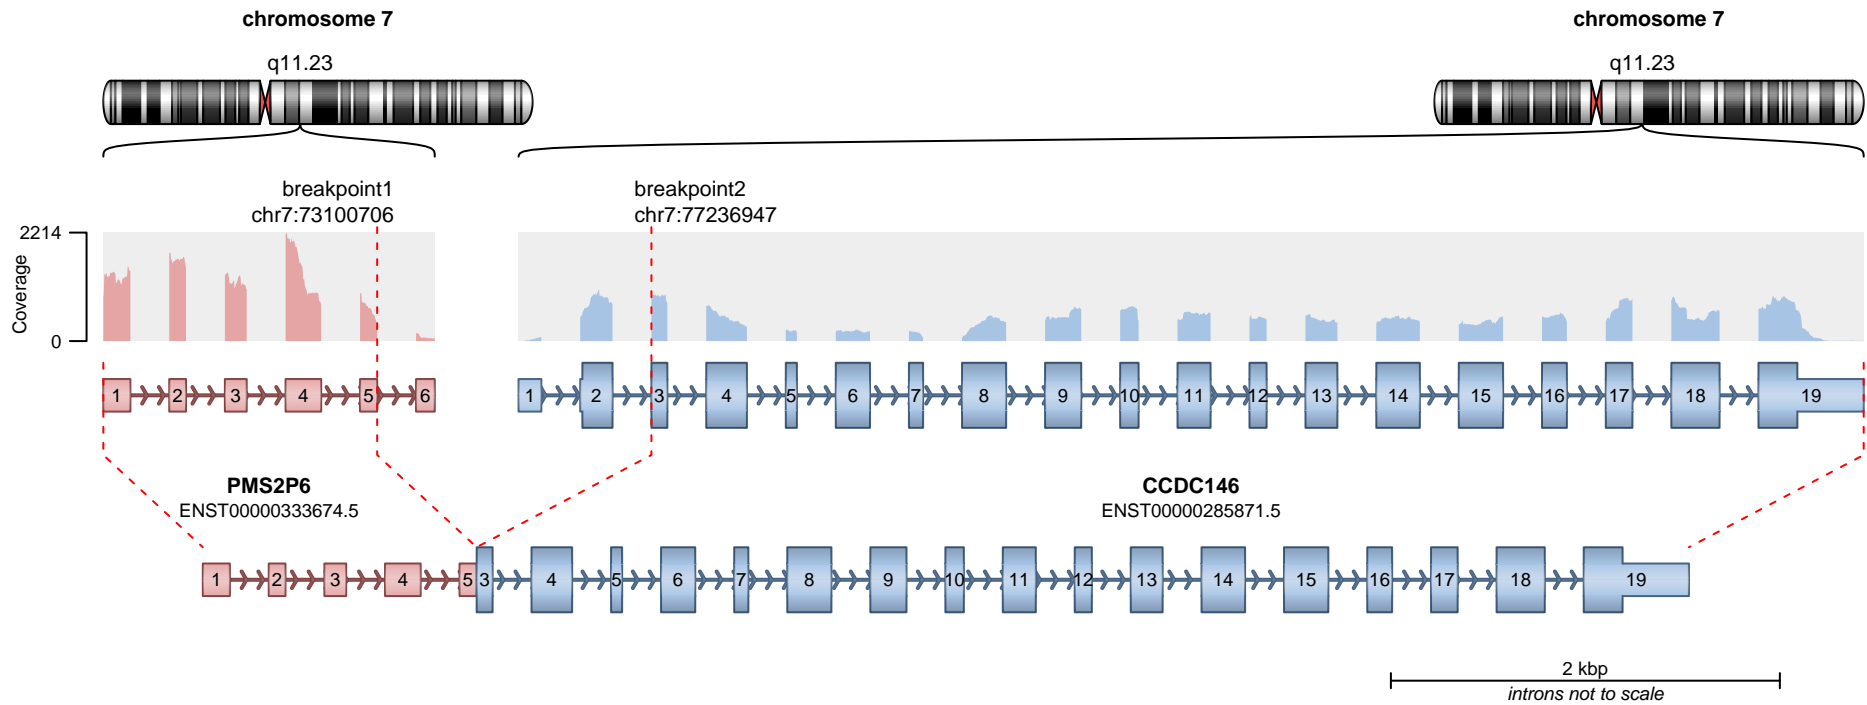 chromosome 7
chromosome 7
q11.23
q11.23
breakpoint1
chr7:73100706
breakpoint2
chr7:77236947
2214
Coverage
0
1 2 3 4 5 6
1 2 3 4 5 6 7 8 9 10 11 12 13 14 15 16 17 18 19
PMS2P6
ENST00000333674.5
CCDC146
ENST00000285871.5
1 2 3 4 5 3 4 5 6 7 8 9 10 11 12 13 14 15 16 17 18 19
2 kbp
introns not to scale